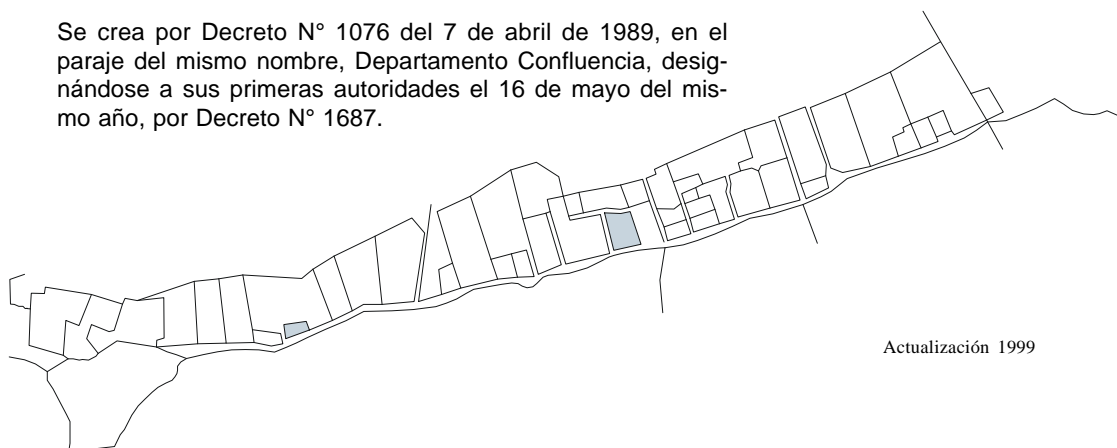 Se crea por Decreto N° 1076 del 7 de abril de 1989, en el
paraje del mismo nombre, Departamento Confluencia, desig-
nándose a sus primeras autoridades el 16 de mayo del mis-
mo año, por Decreto N° 1687.
Actualización 1999